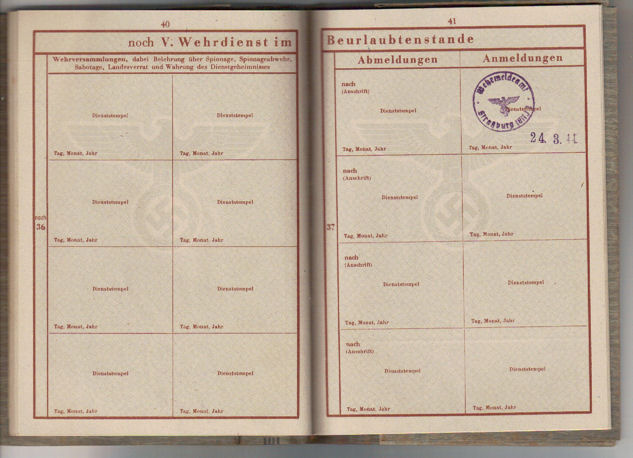 40
noch V. Wehrdienst im
Wehrversammlungen, dabei Belehrung über Spionage, Spionageabwehr,
Sabotage, Landesverrat und Wahrung des Dienstgeheimnisses
noch
36
Dienststempel Dienststempel
Tag, Monat, Jahr Tag, Monat, Jahr
Dienststempel Dienststempel
Tag, Monat, Jahr Tag, Monat, Jahr
Dienststempel Dienststempel
Tag, Monat, Jahr Tag, Monat, Jahr
Dienststempel Dienststempel
Tag, Monat, Jahr Tag, Monat, Jahr
41
Beurlaubtenstande
Abmeldungen Anmeldungen
37
nach
(Anschrift)
Dienststempel Dienststempel
Wehrmeldeamt
Straßburg
24. 3. 41
Tag, Monat, Jahr Tag, Monat, Jahr
nach
(Anschrift)
Dienststempel Dienststempel
Tag, Monat, Jahr Tag, Monat, Jahr
nach
(Anschrift)
Dienststempel Dienststempel
Tag, Monat, Jahr Tag, Monat, Jahr
nach
(Anschrift)
Dienststempel Dienststempel
Tag, Monat, Jahr Tag, Monat, Jahr